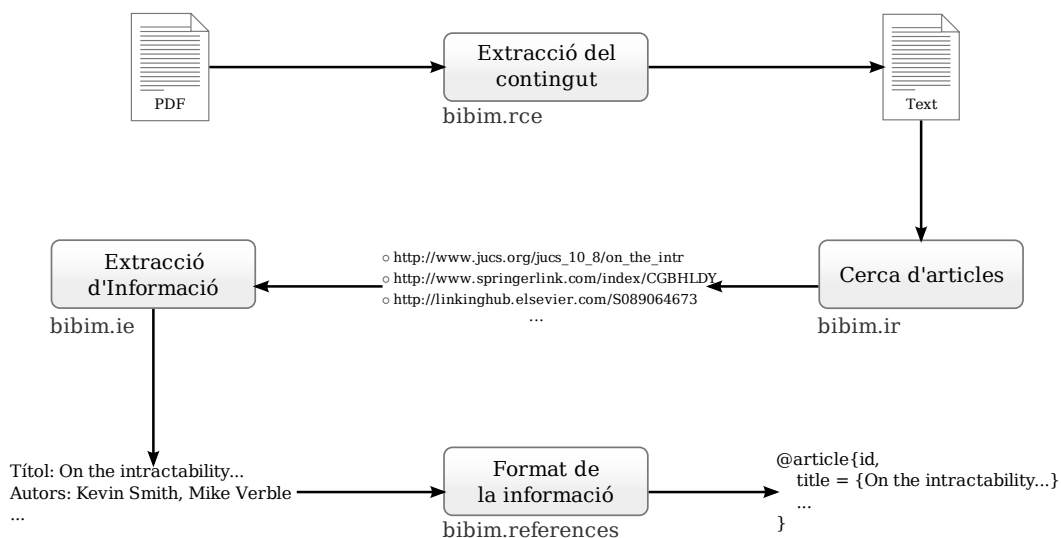 PDF
Extracció del
contingut
bibim.rce
Text
Cerca d'articles
bibim.ir
○ http://www.jucs.org/jucs_10_8/on_the_intr
○ http://www.springerlink.com/index/CGBHLDY
○ http://linkinghub.elsevier.com/S089064673
...
Extracció
d'Informació
bibim.ie
Títol: On the intractability...
Autors: Kevin Smith, Mike Verble
...
Format de
la informació
bibim.references
@article{id,
title = {On the intractability...}
...
}